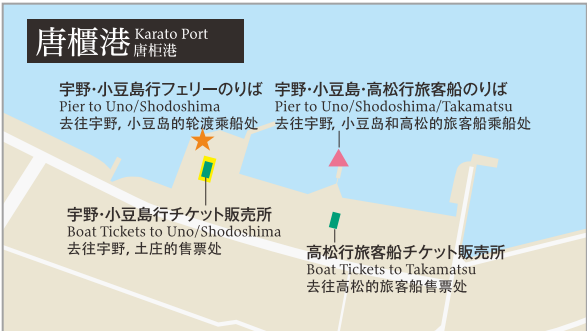 唐櫃港
Karato Port
唐柜港
宇野・小豆島行フェリーのりば
Pier to Uno/Shodoshima
去往宇野, 小豆岛的轮渡乘船处
宇野・小豆島・高松行旅客船のりば
Pier to Uno/Shodoshima/Takamatsu
去往宇野, 小豆岛和高松的旅客船乘船处
宇野・小豆島行チケット販売所
Boat Tickets to Uno/Shodoshima
去往宇野, 土庄的售票处
高松行旅客船チケット販売所
Boat Tickets to Takamatsu
去往高松的旅客船售票处